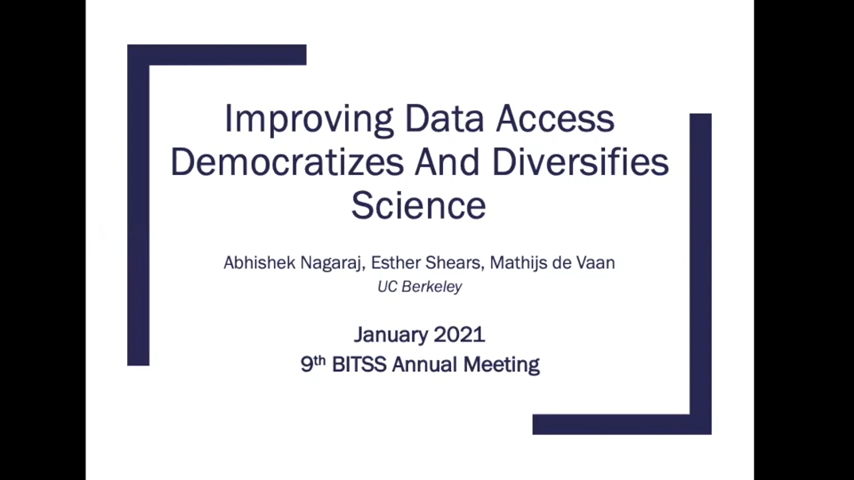 Improving Data Access
Democratizes And Diversifies
Science
Abhishek Nagaraj, Esther Shears, Mathijs de Vaan
UC Berkeley
January 2021
9th BITSS Annual Meeting